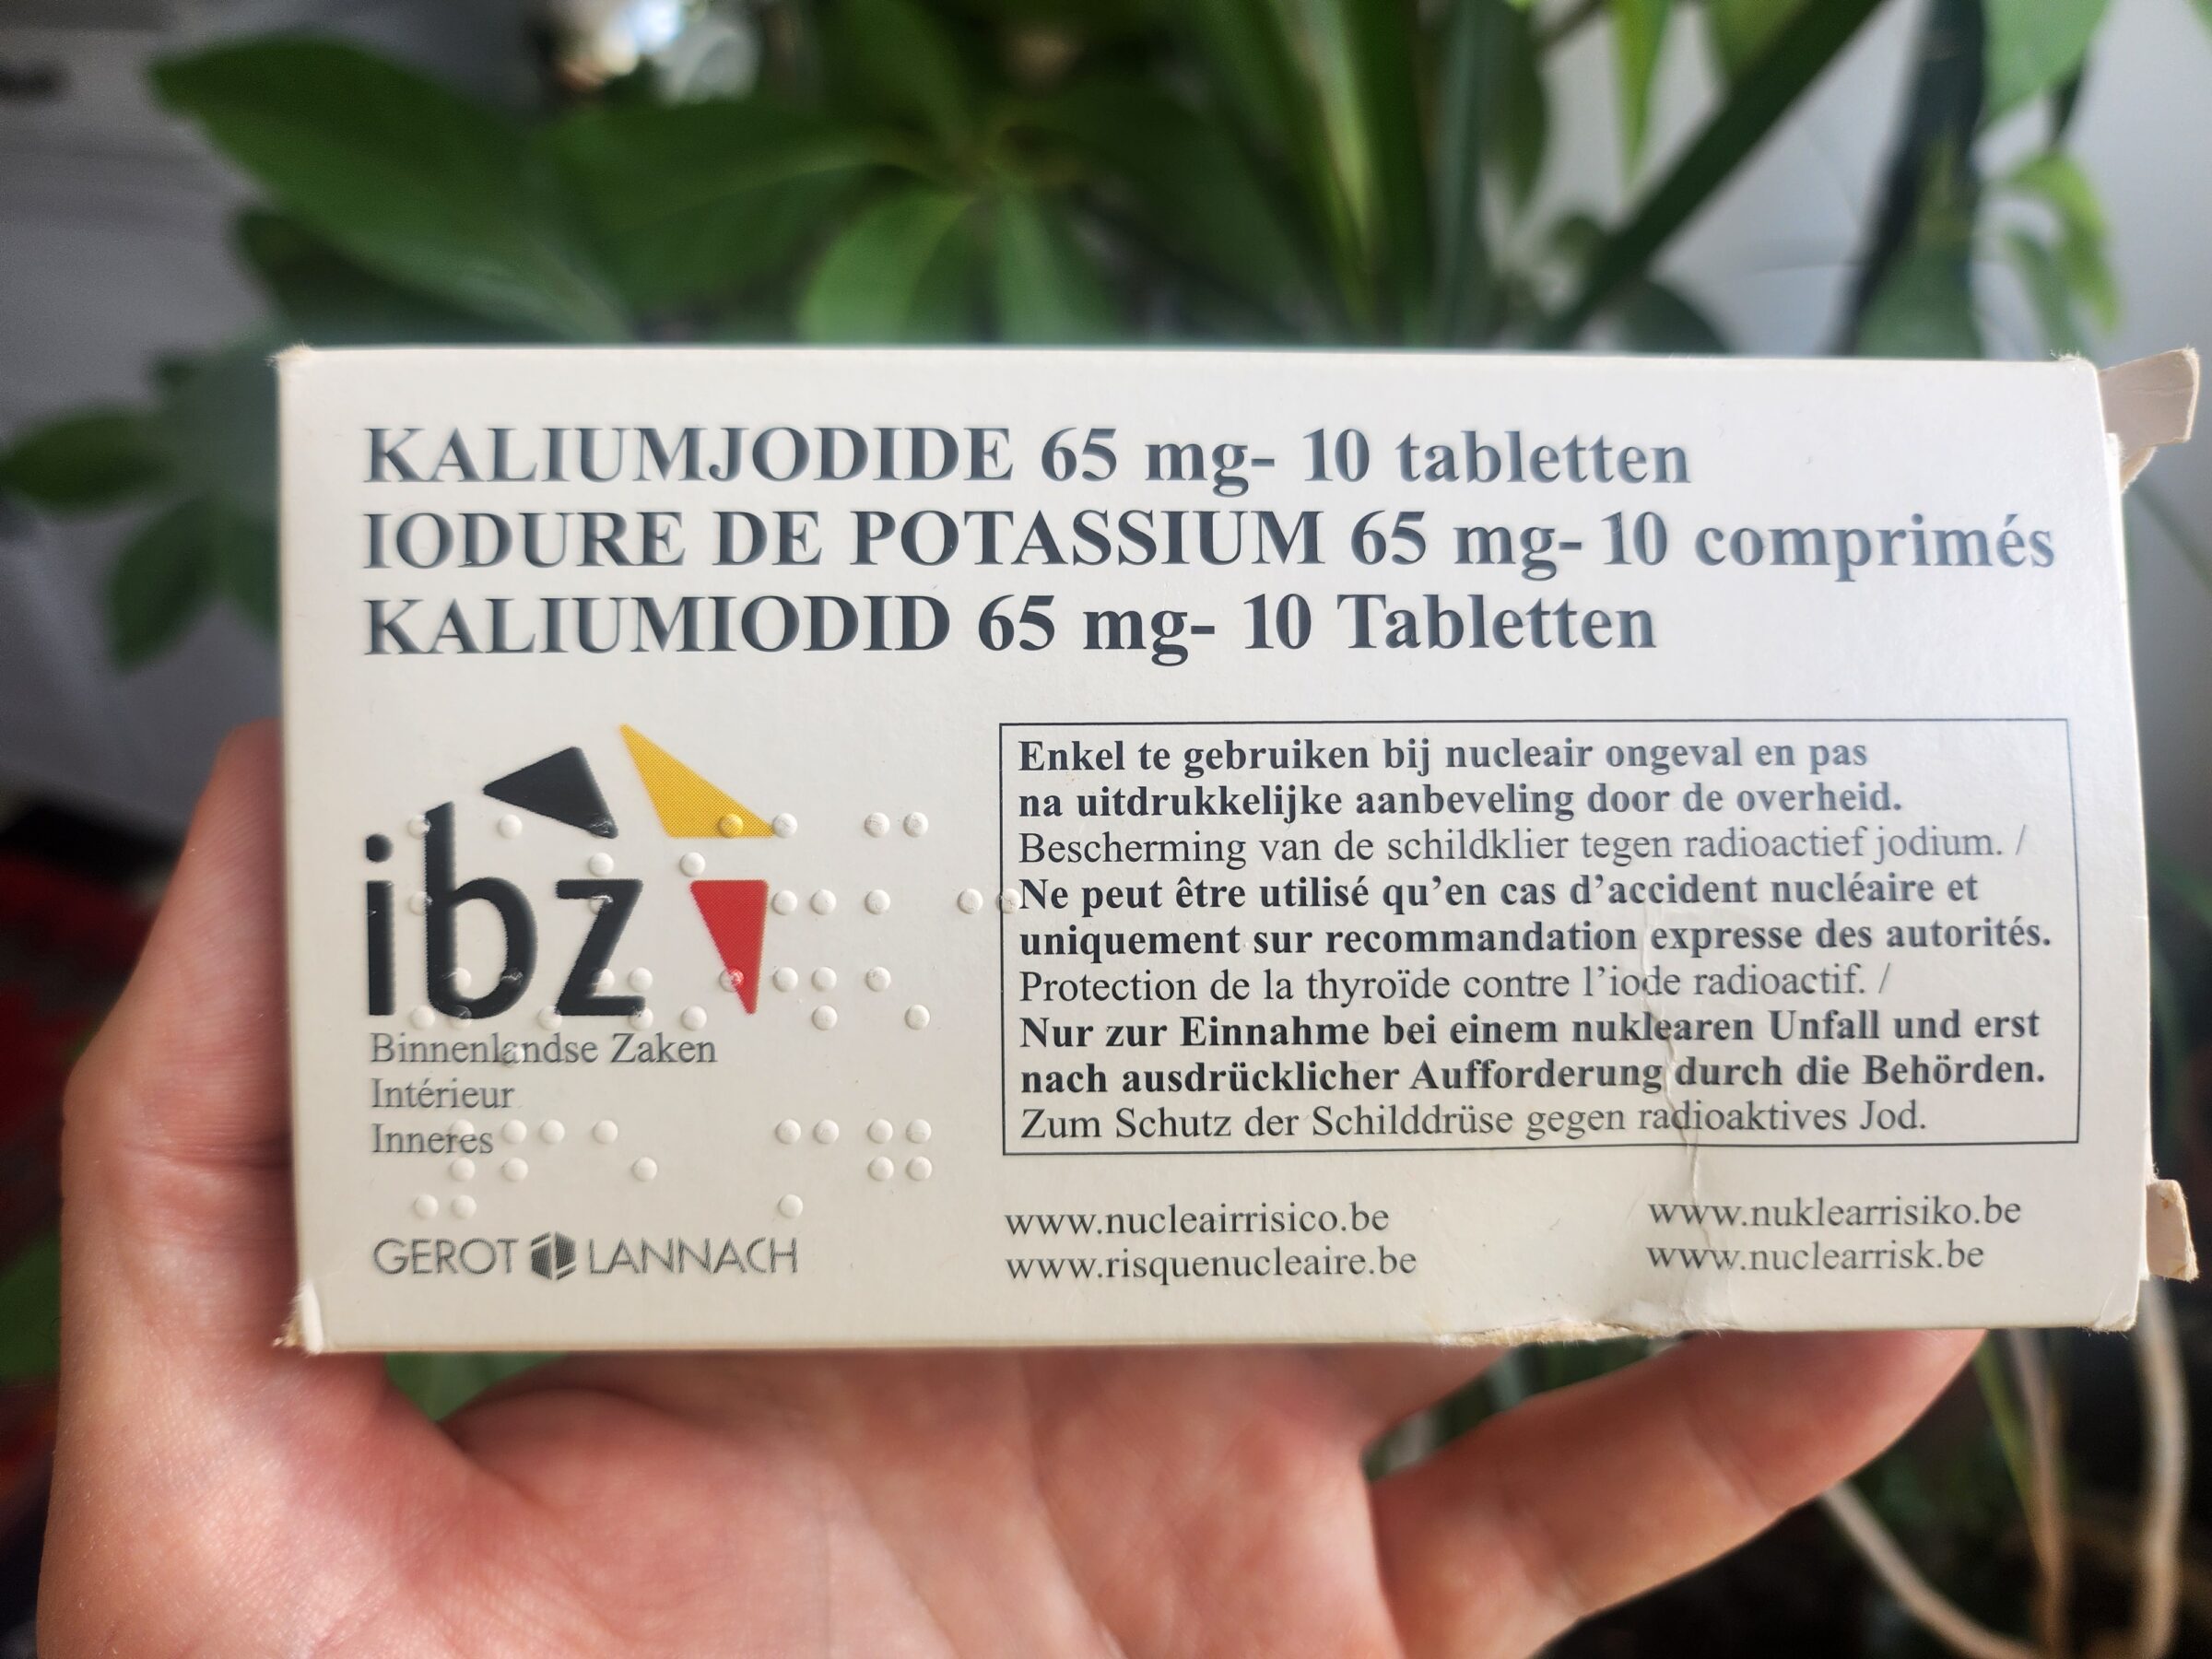 KALIUMJODIDE 65 mg- 10 tabletten
IODURE DE POTASSIUM 65 mg- 10 comprimés
KALIUMIODID 65 mg- 10 Tabletten
ibz
Binnenlandse Zaken
Intérieur
Inneres
GEROT LANNACH
Enkel te gebruiken bij nucleair ongeval en pas
na uitdrukkelijke aanbeveling door de overheid.
Bescherming van de schildklier tegen radioactief jodium. /
Ne peut être utilisé qu'en cas d'accident nucléaire et
uniquement sur recommandation expresse des autorités.
Protection de la thyroïde contre l'iode radioactif. /
Nur zur Einnahme bei einem nuklearen Unfall und erst
nach ausdrücklicher Aufforderung durch die Behörden.
Zum Schutz der Schilddrüse gegen radioaktives Jod.
www.nucleairrisico.be
www.risquenucleaire.be
www.nuklearrisiko.be
www.nuclearrisk.be